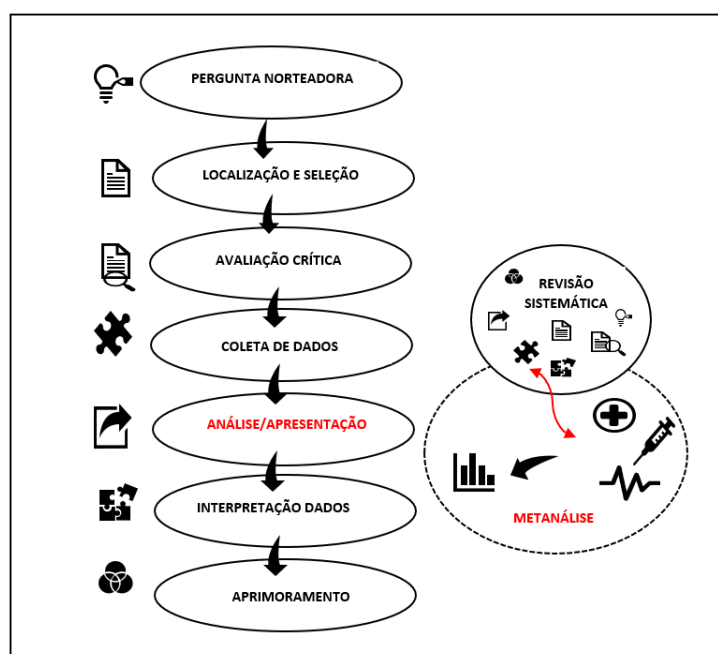 PERGUNTA NORTEADORA
LOCALIZAÇÃO E SELEÇÃO
AVALIAÇÃO CRÍTICA
COLETA DE DADOS
ANÁLISE/APRESENTAÇÃO
INTERPRETAÇÃO DADOS
APRIMORAMENTO
REVISÃO
SISTEMÁTICA
METANÁLISE